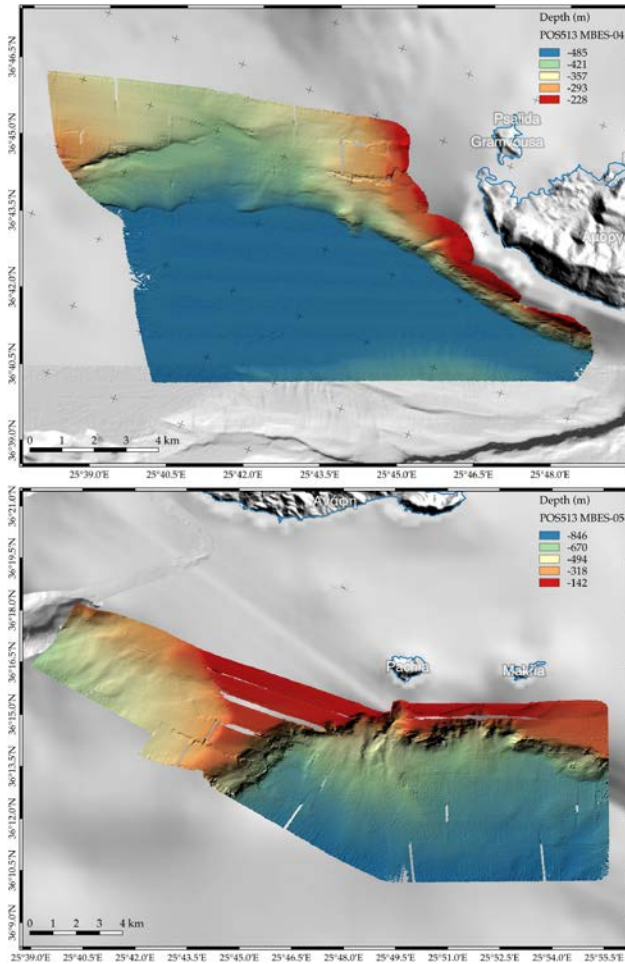 Depth (m)
POS513 MBES-04
-485
-421
-357
-293
-228
Psalida
Gramvousa
Αμοργ
36°46.5'N
36°45.0'N
36°43.5'N
36°42.0'N
36°40.5'N
36°39.0'N
0 1 2 3 4 km
25°39.0'E 25°40.5'E 25°42.0'E 25°43.5'E 25°45.0'E 25°46.5'E 25°48.0'E
Depth (m)
POS513 MBES-05
-846
-670
-494
-318
-142
Ανάφη
Pachia
Makria
36°21.0'N
36°19.5'N
36°18.0'N
36°16.5'N
36°15.0'N
36°13.5'N
36°12.0'N
36°10.5'N
36°9.0'N
0 1 2 3 4 km
25°39.0'E 25°40.5'E 25°42.0'E 25°43.5'E 25°45.0'E 25°46.5'E 25°48.0'E 25°49.5'E 25°51.0'E 25°52.5'E 25°54.0'E 25°55.5'E